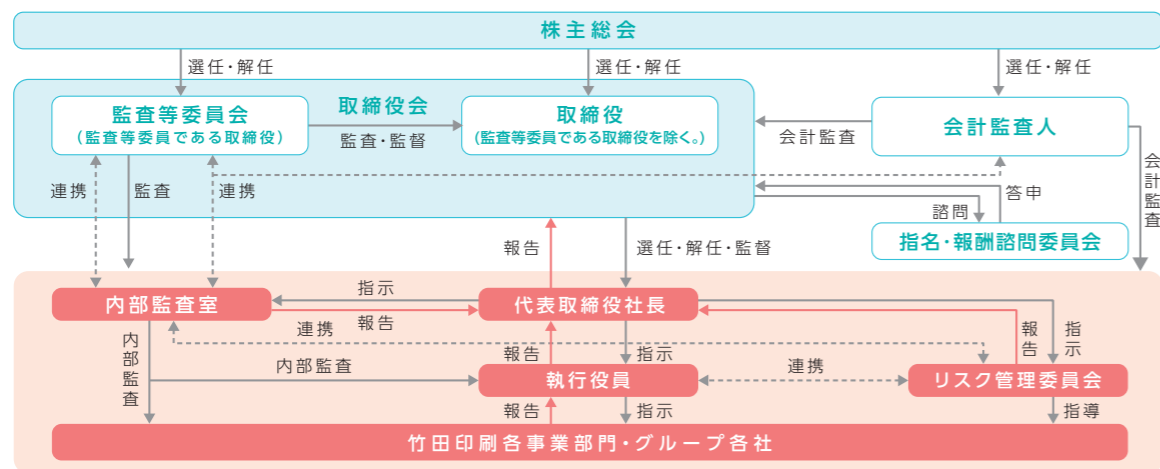 株主総会
選任・解任
選任・解任
選任・解任
監査等委員会
(監査等委員である取締役)
取締役会
監査・監督
取締役
(監査等委員である取締役を除く。)
会計監査
会計監査人
会計監査
連携
監査
連携
答申
諮問
指名・報酬諮問委員会
報告
選任・解任・監督
内部監査室
指示
報告
代表取締役社長
連携
報告
指示
内部監査
内部監査
報告
指示
執行役員
連携
リスク管理委員会
報告
指示
指導
竹田印刷各事業部門・グループ各社